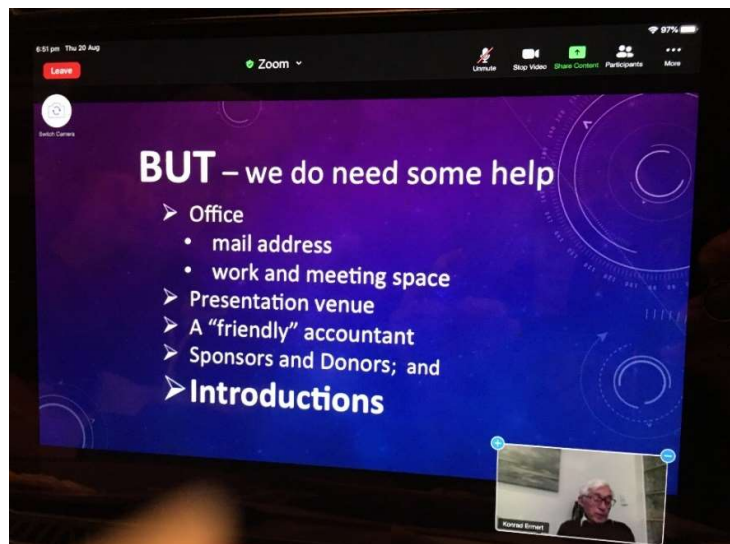 6:51 pm Thu 20 Aug
97%
Leave
Zoom
Unmute
Stop Video
Share Content
Participants
More
Switch Camera
BUT – we do need some help
➢ Office
• mail address
• work and meeting space
➢ Presentation venue
➢ A “friendly” accountant
➢ Sponsors and Donors; and
➢ Introductions
Konrad Ermert